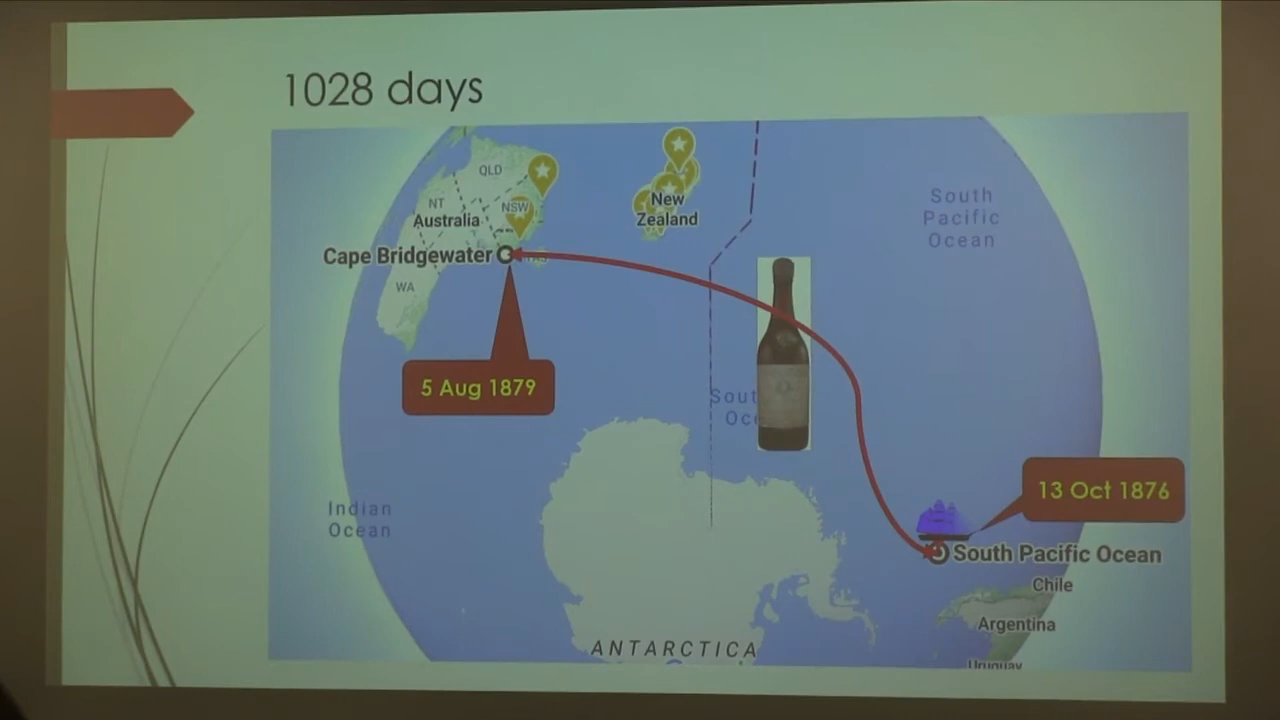 1028 days
QLD
NT
NSW
Australia
New
Zealand
South
Pacific
Ocean
Cape Bridgewater
WA
5 Aug 1879
Indian
Ocean
13 Oct 1876
South Pacific Ocean
Chile
Argentina
Uruguay
ANTARCTICA